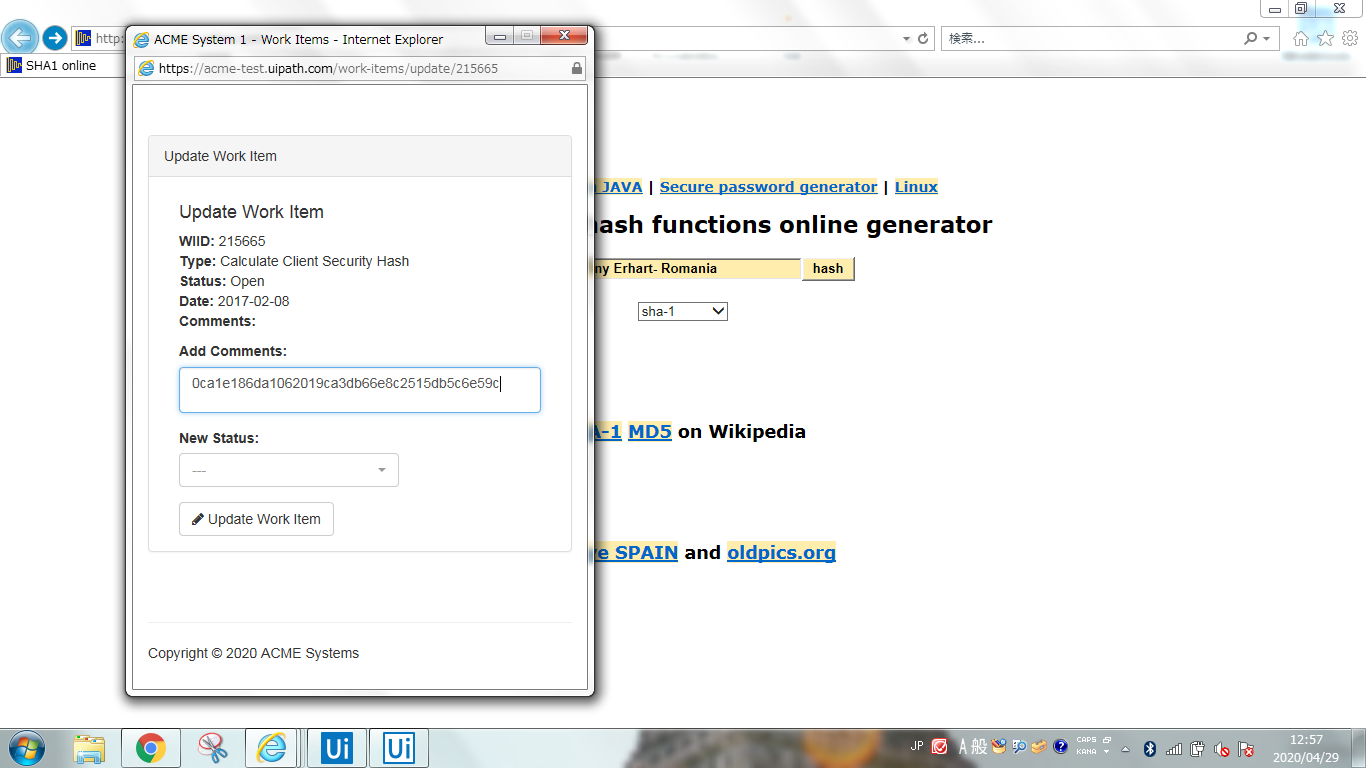 ACME System 1 - Work Items - Internet Explorer
https://acme-test.uipath.com/work-items/update/215665
http:
検索...
SHA1 online
Update Work Item
Update Work Item
WIID: 215665
Type: Calculate Client Security Hash
Status: Open
Date: 2017-02-08
Comments:
Add Comments:
0ca1e186da1062019ca3db66e8c2515db5c6e59c
New Status:
---
Update Work Item
Copyright © 2020 ACME Systems
JAVA | Secure password generator | Linux
hash functions online generator
ny Erhart- Romania
hash
sha-1
A-1 MD5 on Wikipedia
re SPAIN and oldpics.org
Ui
Ui
JP
A 般
CAPS
KANA
12:57
2020/04/29